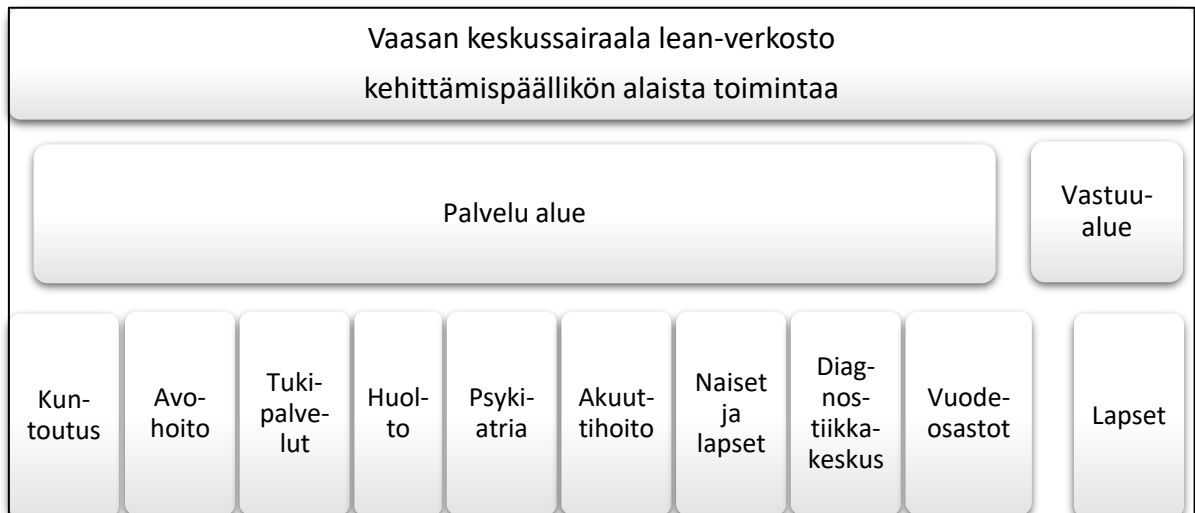 Vaasan keskussairaala lean-verkosto
kehittämispäällikön alaista toimintaa
Palvelu alue
Vastuu-
alue
Kun-
toutus
Avo-
hoito
Tuki-
palve-
lut
Huol-
to
Psyki-
atria
Akuut-
tihoito
Naiset
ja
lapset
Diag-
nos-
tiikka-
keskus
Vuode-
osastot
Lapset